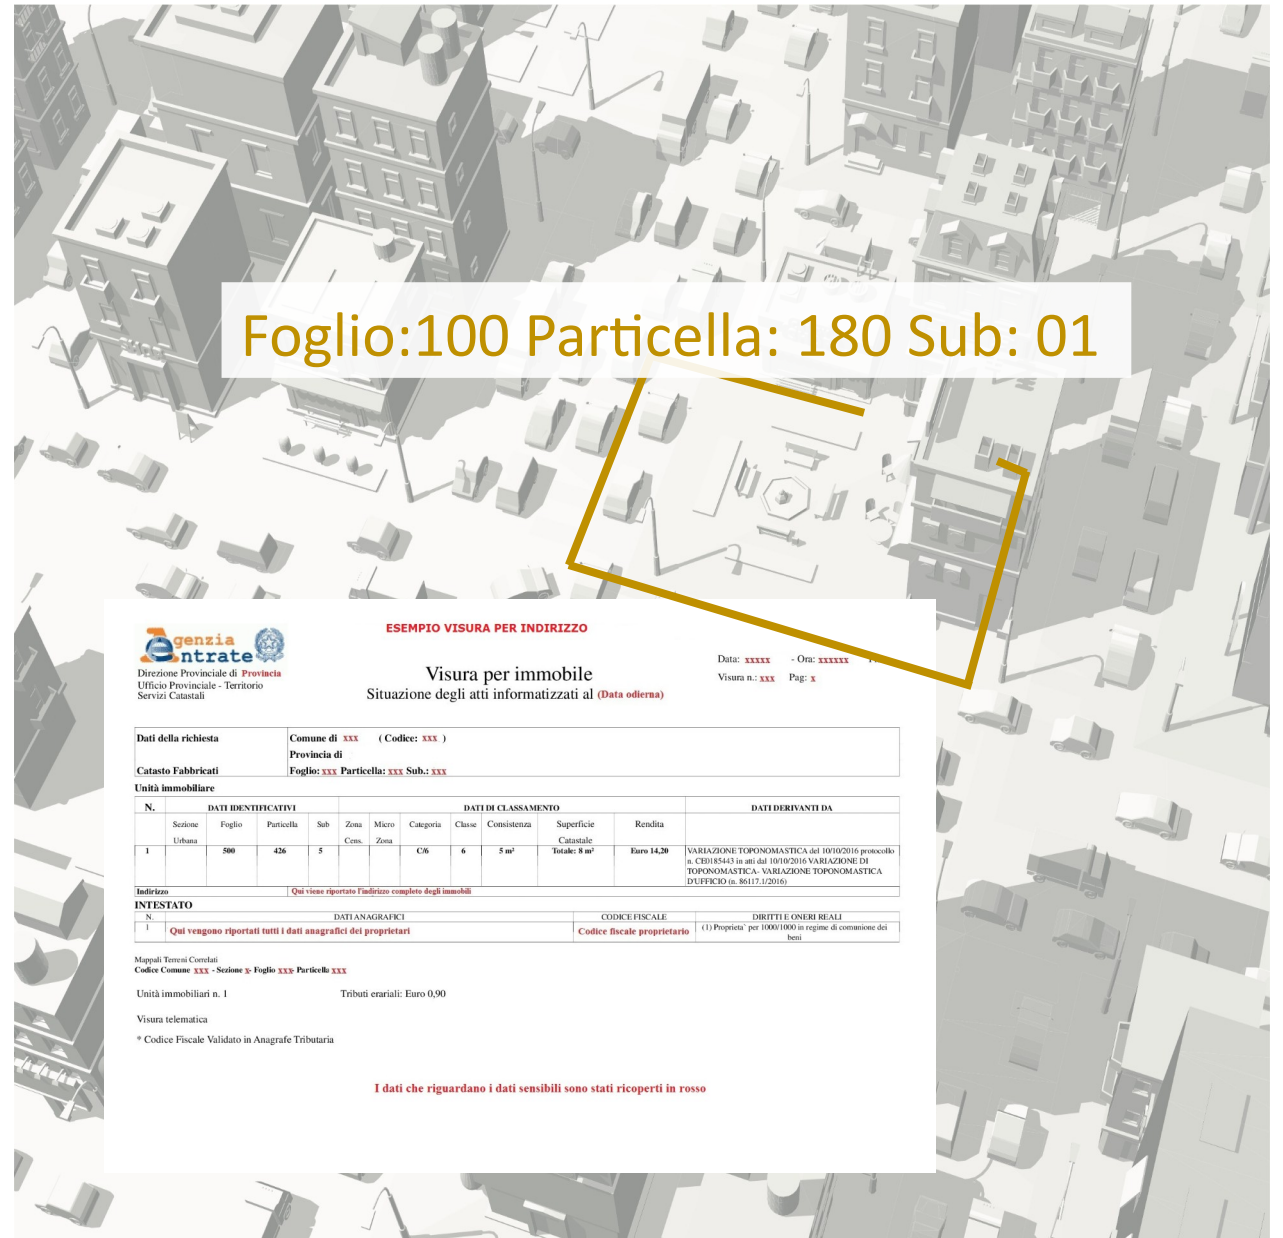 Foglio:100 Particella: 180 Sub: 01
ESEMPIO VISURA PER INDIRIZZO
agenzia
entrate
Direzione Provinciale di Provincia
Ufficio Provinciale - Territorio
Servizi Catastali
Visura per immobile
Situazione degli atti informatizzati al (Data odierna)
Data: xxxxx - Ora: xxxxxx
Visura n.: xxx Pag: x
Dati della richiesta Comune di xxx ( Codice: xxx )
Provincia di
Catasto Fabbricati Foglio: xxx Particella: xxx Sub.: xxx
Unità immobiliare
N. DATI IDENTIFICATIVI DATI DI CLASSAMENTO DATI DERIVANTI DA
Sezione Foglio Particella Sub Zona Micro Categoria Classe Consistenza Superficie Rendita
Urbana Cens. Zona Catastale
1 500 426 5 C/6 6 5 m² Totale: 8 m² Euro 14,20 VARIAZIONE TOPONOMASTICA del 10/10/2016 protocollo
n. CE0185443 in atti dal 10/10/2016 VARIAZIONE DI
TOPONOMASTICA- VARIAZIONE TOPONOMASTICA
D'UFFICIO (n. 86117.1/2016)
Indirizzo Qui viene riportato l'indirizzo completo degli immobili
INTESTATO
N. DATI ANAGRAFICI CODICE FISCALE DIRITTI E ONERI REALI
1 Qui vengono riportati tutti i dati anagrafici dei proprietari Codice fiscale proprietario (1) Proprieta` per 1000/1000 in regime di comunione dei
beni
Mappali Terreni Correlati
Codice Comune xxx - Sezione x- Foglio xxx- Particella xxx
Unità immobiliari n. 1 Tributi erariali: Euro 0,90
Visura telematica
* Codice Fiscale Validato in Anagrafe Tributaria
I dati che riguardano i dati sensibili sono stati ricoperti in rosso